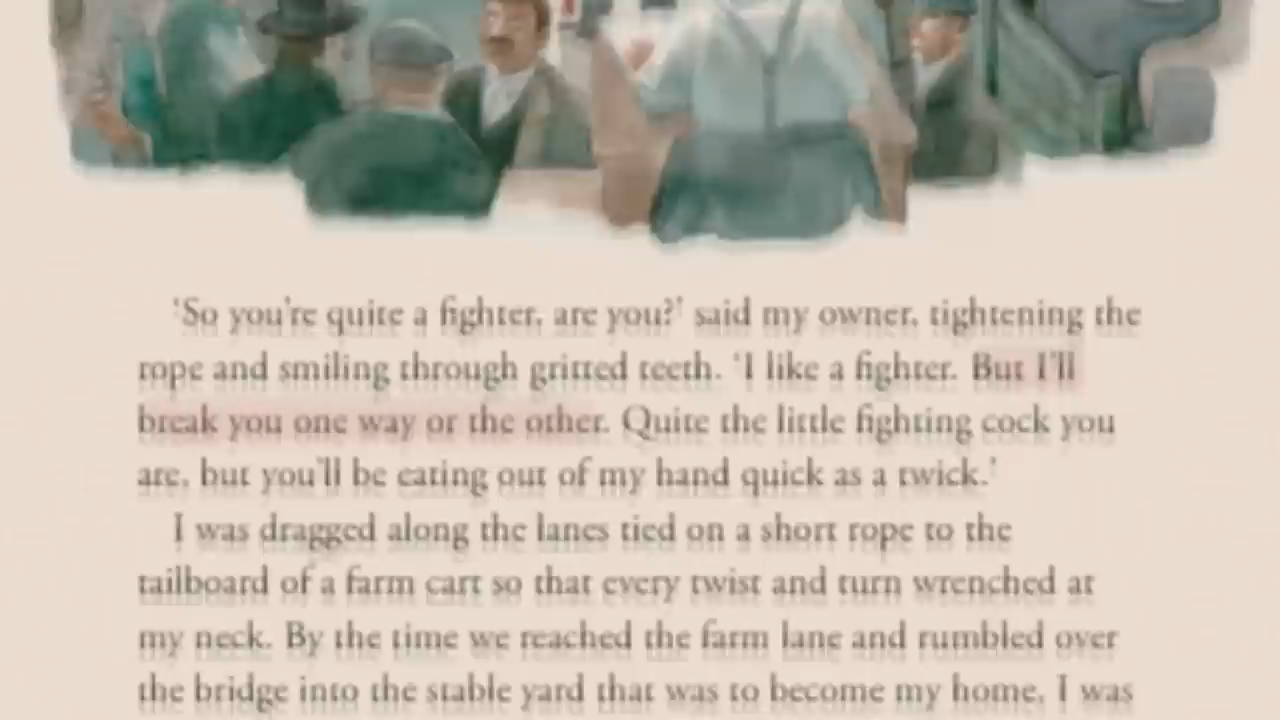 'So you're quite a fighter, are you?' said my owner, tightening the
rope and smiling through gritted teeth. 'I like a fighter. But I'll
break you one way or the other. Quite the little fighting cock you
are, but you'll be eating out of my hand quick as a twick.'
I was dragged along the lanes tied on a short rope to the
tailboard of a farm cart so that every twist and turn wrenched at
my neck. By the time we reached the farm lane and rumbled over
the bridge into the stable yard that was to become my home, I was